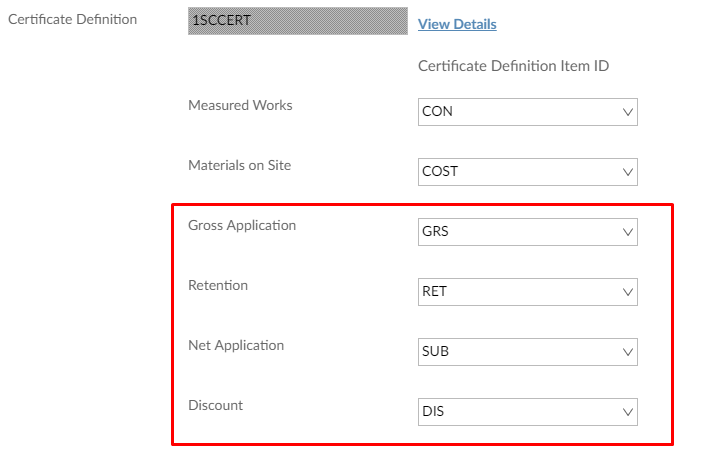 Certificate Definition 1SCCERT View Details
Certificate Definition Item ID
Measured Works CON
Materials on Site COST
Gross Application GRS
Retention RET
Net Application SUB
Discount DIS